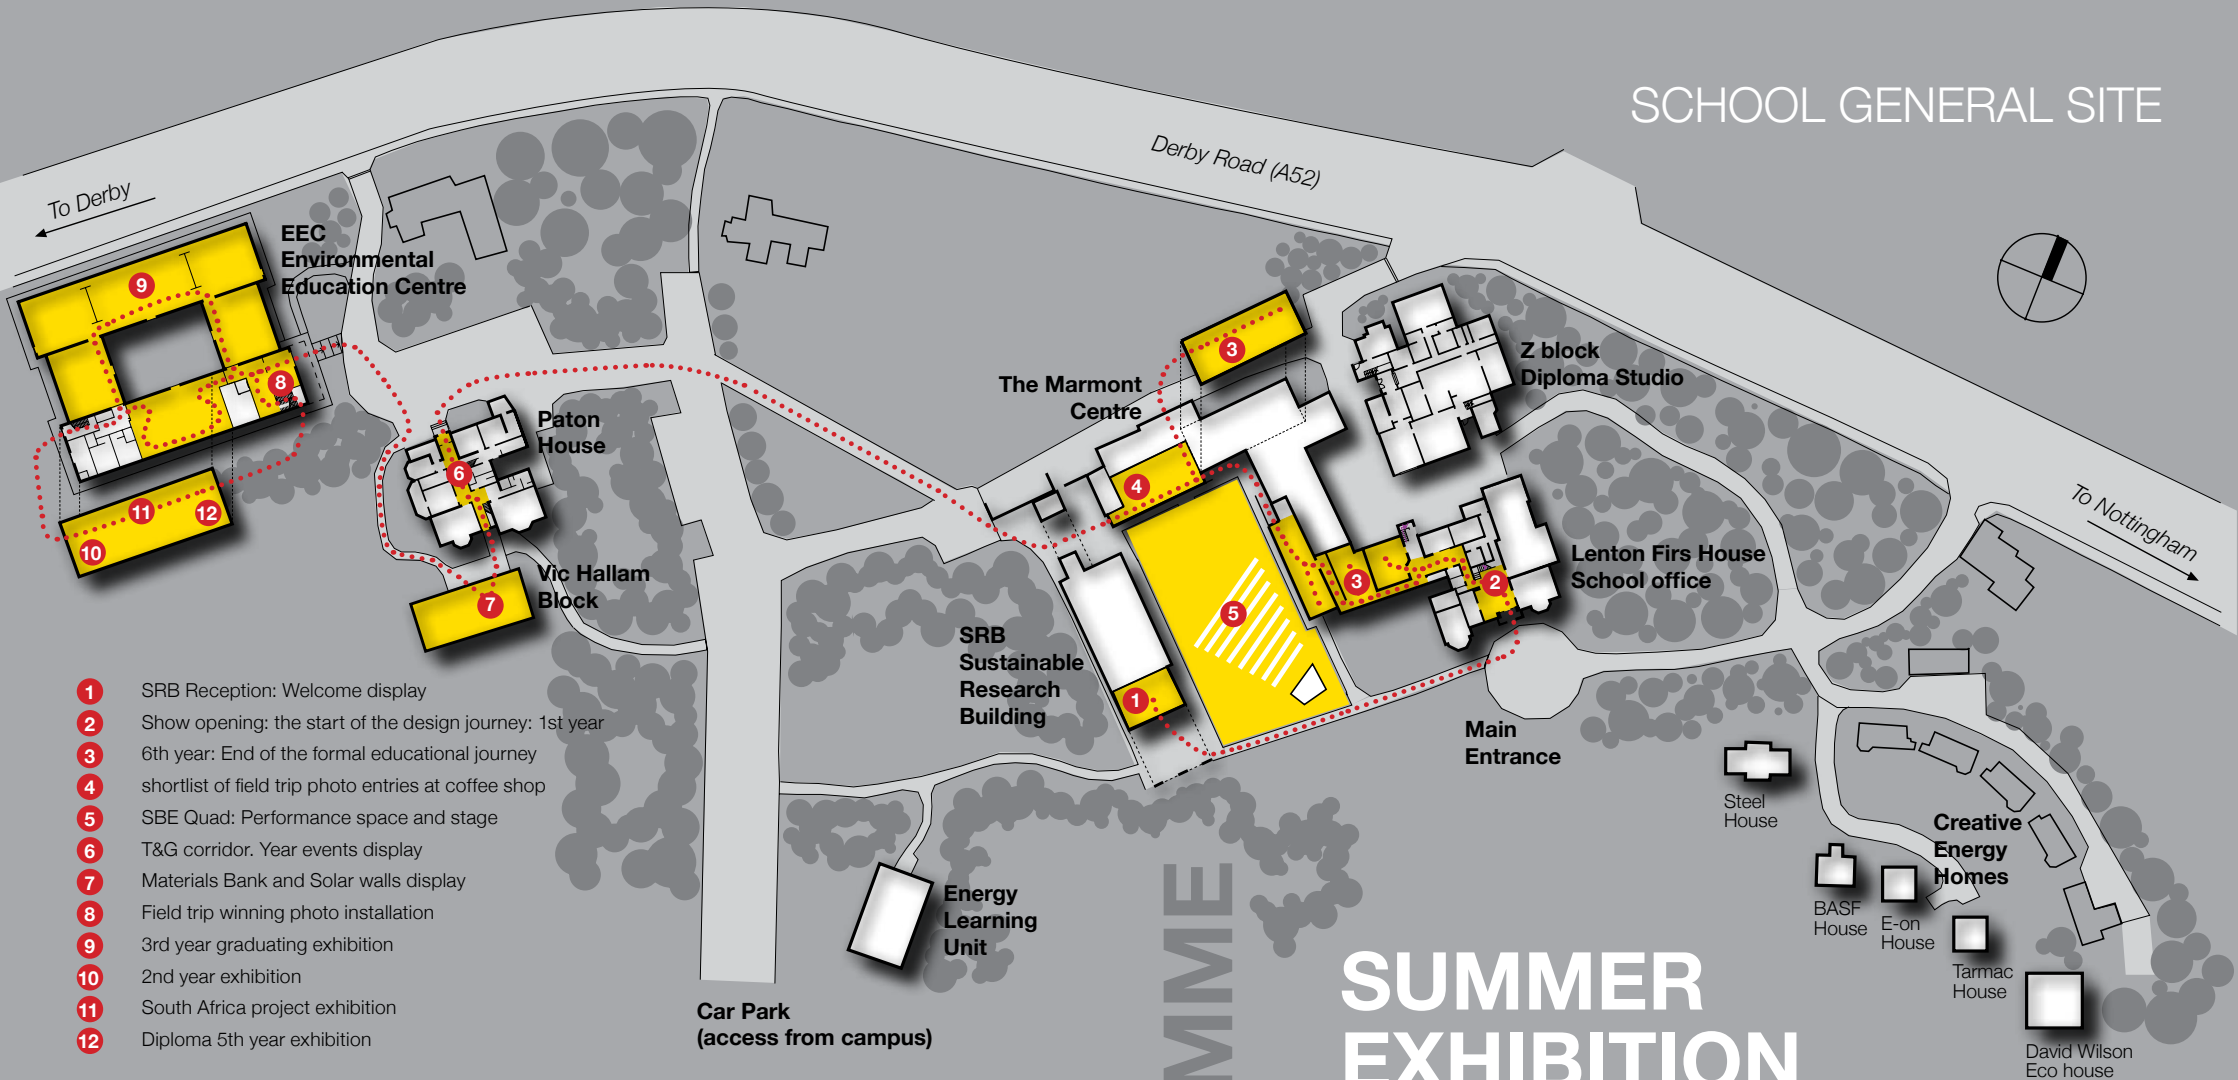 SCHOOL GENERAL SITE
Derby Road (A52)
To Derby
EEC
Environmental
Education Centre
9
8
11
12
10
Paton
House
6
Vic Hallam
Block
7
The Marmont
Centre
3
4
Z block
Diploma Studio
To Nottingham
Lenton Firs House
School office
3
2
5
SRB
Sustainable
Research
Building
1
Main
Entrance
1 SRB Reception: Welcome display
2 Show opening: the start of the design journey: 1st year
3 6th year: End of the formal educational journey
4 shortlist of field trip photo entries at coffee shop
5 SBE Quad: Performance space and stage
6 T&G corridor. Year events display
7 Materials Bank and Solar walls display
8 Field trip winning photo installation
9 3rd year graduating exhibition
10 2nd year exhibition
11 South Africa project exhibition
12 Diploma 5th year exhibition
Energy
Learning
Unit
Car Park
(access from campus)
Steel
House
Creative
Energy
Homes
BASF
House
E-on
House
Tarmac
House
David Wilson
Eco house
MME
SUMMER
EXHIBITION